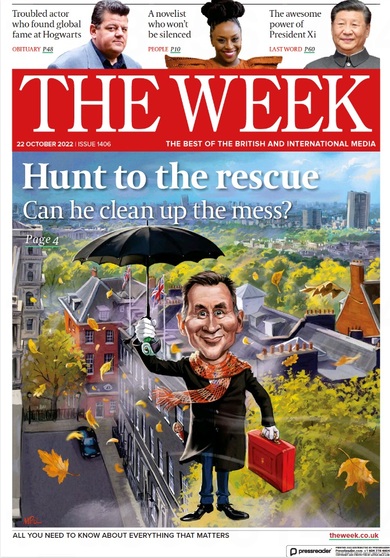 Troubled actor
who found global
fame at Hogwarts
OBITUARY P48
A novelist
who won't
be silenced
PEOPLE P10
The awesome
power of
President Xi
LAST WORD P60
THE WEEK
22 OCTOBER 2022 | ISSUE 1406
THE BEST OF THE BRITISH AND INTERNATIONAL MEDIA
Hunt to the rescue
Can he clean up the mess?
Page 4
ALL YOU NEED TO KNOW ABOUT EVERYTHING THAT MATTERS
theweek.co.uk
pressreader